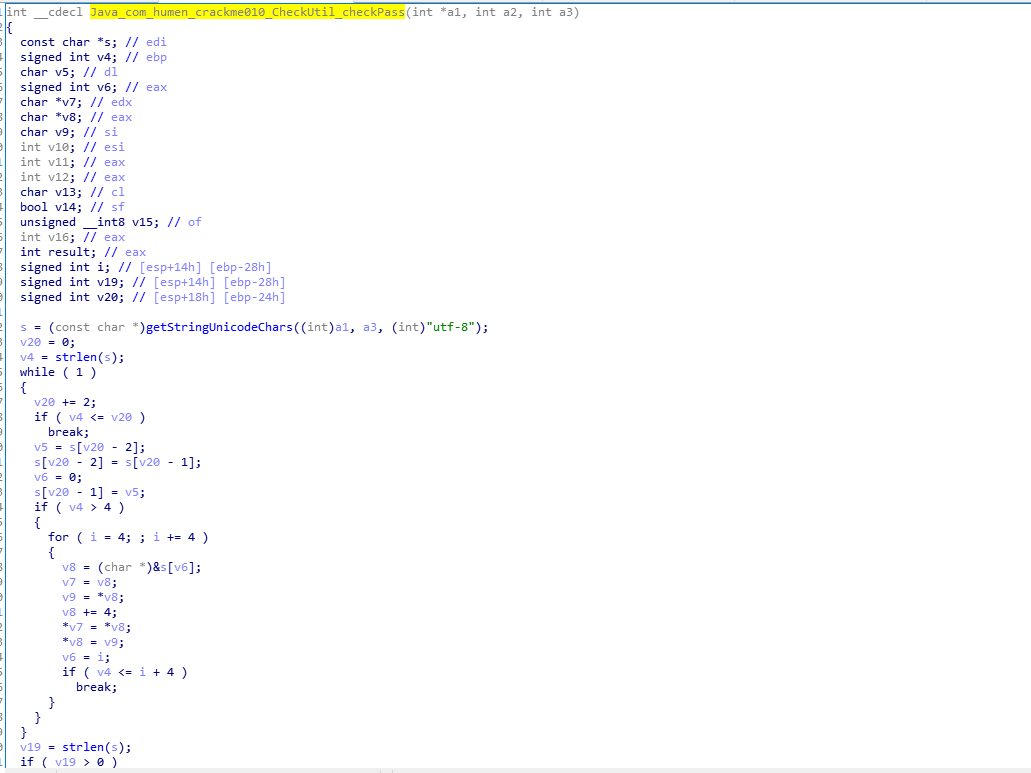 int __cdecl Java_com_humen_crackme010_CheckUtil_checkPass(int *a1, int a2, int a3)
{
const char *s; // edi
signed int v4; // ebp
char v5; // dl
signed int v6; // eax
char *v7; // edx
char *v8; // eax
char v9; // si
int v10; // esi
int v11; // eax
int v12; // eax
char v13; // cl
bool v14; // sf
unsigned __int8 v15; // of
int v16; // eax
int result; // eax
signed int i; // [esp+14h] [ebp-28h]
signed int v19; // [esp+14h] [ebp-28h]
signed int v20; // [esp+18h] [ebp-24h]
s = (const char *)getStringUnicodeChars((int)a1, a3, (int)"utf-8");
v20 = 0;
v4 = strlen(s);
while ( 1 )
{
v20 += 2;
if ( v4 <= v20 )
break;
v5 = s[v20 - 2];
s[v20 - 2] = s[v20 - 1];
v6 = 0;
s[v20 - 1] = v5;
if ( v4 > 4 )
{
for ( i = 4; ; i += 4 )
{
v8 = (char *)&s[v6];
v7 = v8;
v9 = *v8;
v8 += 4;
*v7 = *v8;
*v8 = v9;
v6 = i;
if ( v4 <= i + 4 )
break;
}
}
}
v19 = strlen(s);
if ( v19 > 0 )